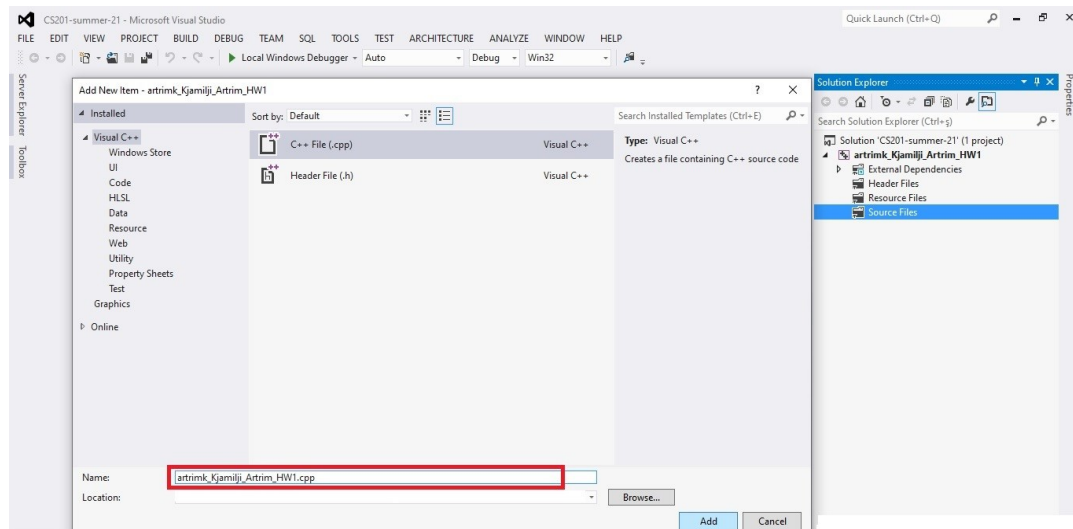 CS201-summer-21 - Microsoft Visual Studio
Quick Launch (Ctrl+Q)
FILE EDIT VIEW PROJECT BUILD DEBUG TEAM SQL TOOLS TEST ARCHITECTURE ANALYZE WINDOW HELP
Local Windows Debugger Auto Debug Win32
Server Explorer
Toolbox
Add New Item - artrimk_Kjamilji_Artrim_HW1 ? X
Installed
Visual C++
Windows Store
UI
Code
HLSL
Data
Resource
Web
Utility
Property Sheets
Test
Graphics
Online
Sort by: Default
C++ File (.cpp) Visual C++
Header File (.h) Visual C++
Search Installed Templates (Ctrl+E)
Type: Visual C++
Creates a file containing C++ source code
Name: artrimk_Kjamilji_Artrim_HW1.cpp
Location:
Browse...
Add Cancel
Solution Explorer
Search Solution Explorer (Ctrl+ş)
Solution 'CS201-summer-21' (1 project)
artrimk_Kjamilji_Artrim_HW1
External Dependencies
Header Files
Resource Files
Source Files
Properties